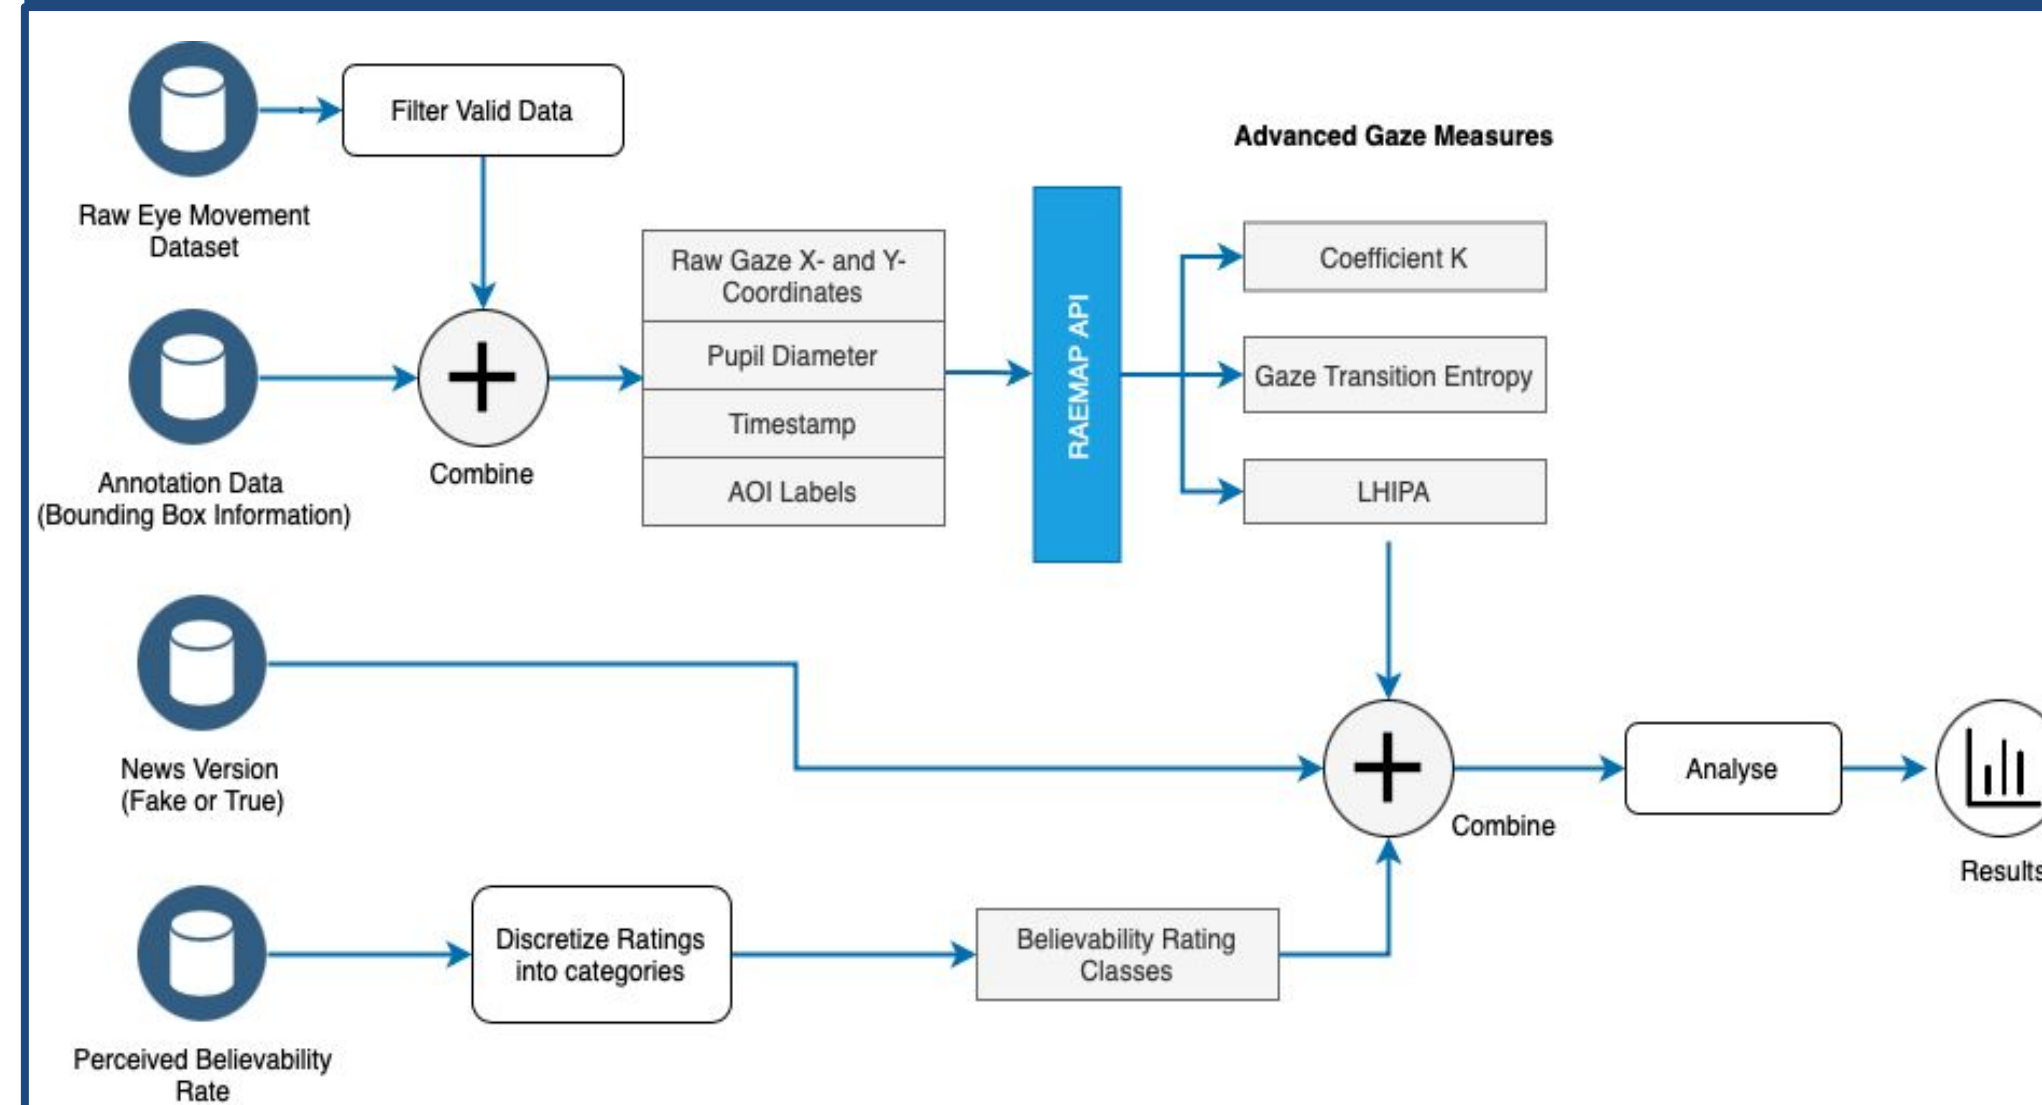 Filter Valid Data
Raw Eye Movement
Dataset
Advanced Gaze Measures
Raw Gaze X- and Y-
Coordinates
Pupil Diameter
Timestamp
AOI Labels
RAEMAP API
Coefficient K
Gaze Transition Entropy
LHIPA
Annotation Data
(Bounding Box Information)
Combine
News Version
(Fake or True)
Combine
Analyse
Results
Perceived Believability
Rate
Discretize Ratings
into categories
Believability Rating
Classes